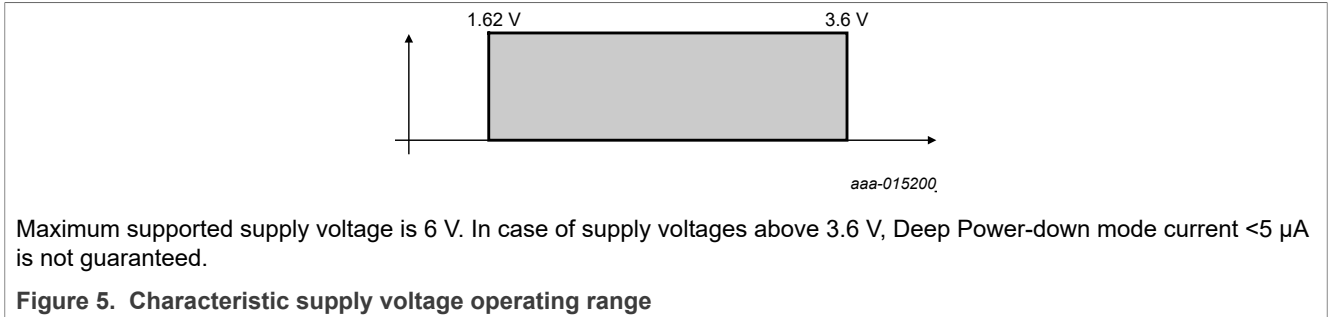 1.62 V 3.6 V
aaa-015200
Maximum supported supply voltage is 6 V. In case of supply voltages above 3.6 V, Deep Power-down mode current <5 µA
is not guaranteed.
Figure 5. Characteristic supply voltage operating range